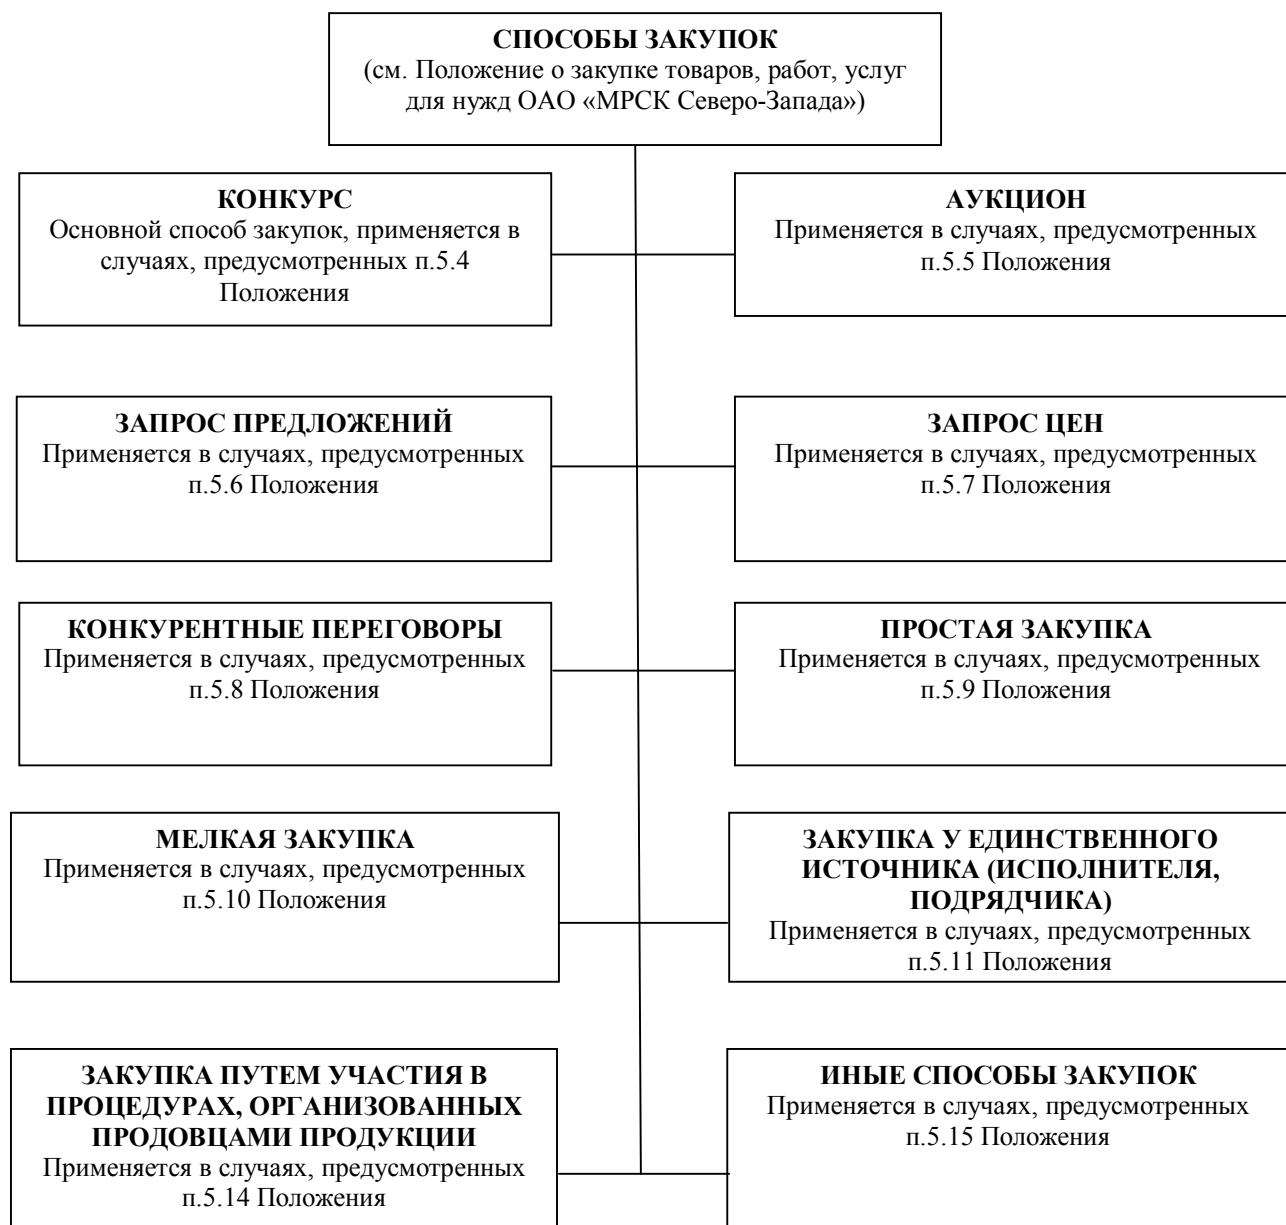 СПОСОБЫ ЗАКУПОК
(см. Положение о закупке товаров, работ, услуг
для нужд ОАО «МРСК Северо-Запада»)
КОНКУРС
Основной способ закупок, применяется в
случаях, предусмотренных п.5.4
Положения
АУКЦИОН
Применяется в случаях, предусмотренных
п.5.5 Положения
ЗАПРОС ПРЕДЛОЖЕНИЙ
Применяется в случаях, предусмотренных
п.5.6 Положения
ЗАПРОС ЦЕН
Применяется в случаях, предусмотренных
п.5.7 Положения
КОНКУРЕНТНЫЕ ПЕРЕГОВОРЫ
Применяется в случаях, предусмотренных
п.5.8 Положения
ПРОСТАЯ ЗАКУПКА
Применяется в случаях, предусмотренных
п.5.9 Положения
МЕЛКАЯ ЗАКУПКА
Применяется в случаях, предусмотренных
п.5.10 Положения
ЗАКУПКА У ЕДИНСТВЕННОГО
ИСТОЧНИКА (ИСПОЛНИТЕЛЯ,
ПОДРЯДЧИКА)
Применяется в случаях, предусмотренных
п.5.11 Положения
ЗАКУПКА ПУТЕМ УЧАСТИЯ В
ПРОЦЕДУРАХ, ОРГАНИЗОВАННЫХ
ПРОДОВЦАМИ ПРОДУКЦИИ
Применяется в случаях, предусмотренных
п.5.14 Положения
ИНЫЕ СПОСОБЫ ЗАКУПОК
Применяется в случаях, предусмотренных
п.5.15 Положения